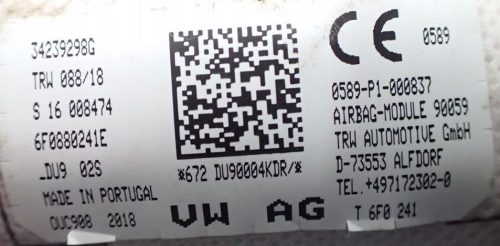 34239298G
TRW 088/18
S 16 008474
6F0880241E
_DU9 02S
MADE IN PORTUGAL
OUC908 2018
*672 DU90004KDR/*
VW AG
CE 0589
0589-P1-000837
AIRBAG-MODULE 90059
TRW AUTOMOTIVE GmbH
D-73553 ALFDORF
TEL.+497172302-0
T 6F0 241